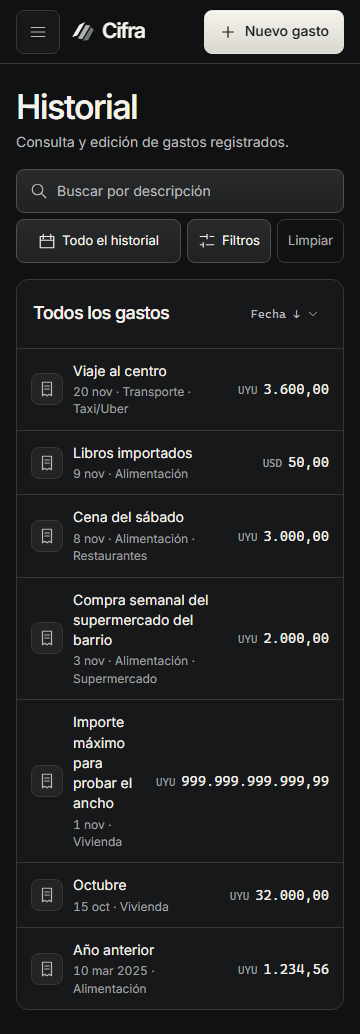 Cifra
Nuevo gasto
Historial
Consulta y edición de gastos registrados.
Buscar por descripción
Todo el historial
Filtros
Limpiar
Todos los gastos
Fecha ↓
Viaje al centro
20 nov · Transporte ·
Taxi/Uber
UYU 3.600,00
Libros importados
9 nov · Alimentación
USD 50,00
Cena del sábado
8 nov · Alimentación ·
Restaurantes
UYU 3.000,00
Compra semanal del
supermercado del
barrio
3 nov · Alimentación ·
Supermercado
UYU 2.000,00
Importe
máximo
para
probar el
ancho
1 nov ·
Vivienda
UYU 999.999.999.999,99
Octubre
15 oct · Vivienda
UYU 32.000,00
Año anterior
10 mar 2025 ·
Alimentación
UYU 1.234,56